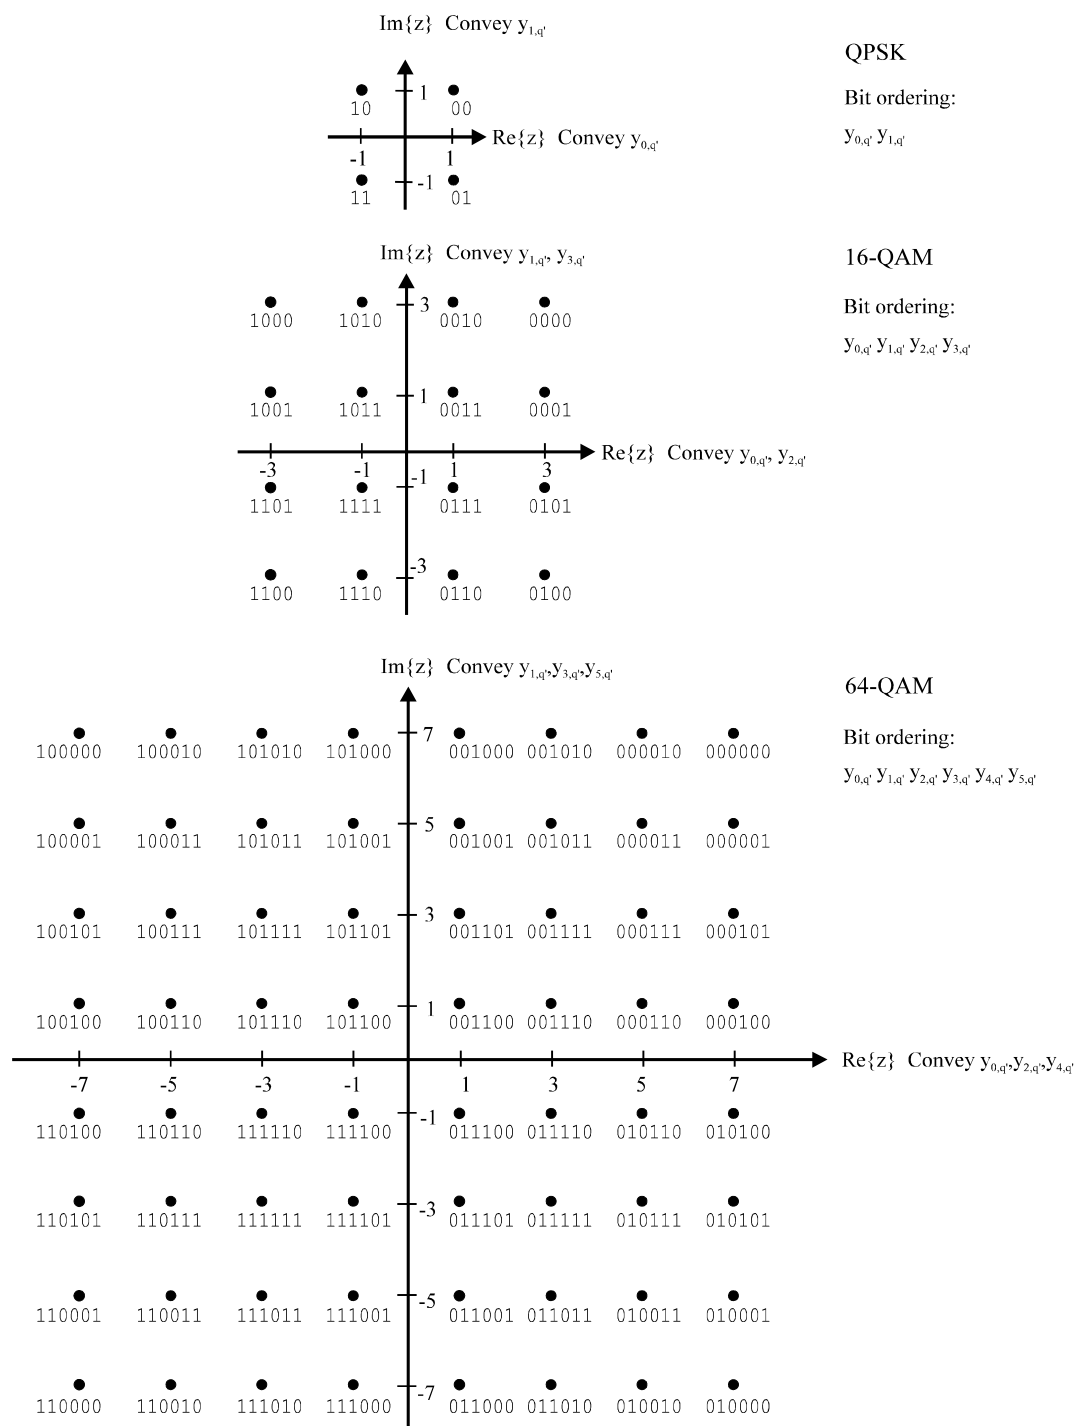 Im{z} Convey y1,q'
QPSK
Bit ordering:
y0,q' y1,q'
1
10 00
Re{z} Convey y0,q'
-1 1
-1
11 01
Im{z} Convey y1,q', y3,q'
16-QAM
Bit ordering:
y0,q' y1,q' y2,q' y3,q'
3
1000 1010 0010 0000
1
1001 1011 0011 0001
Re{z} Convey y0,q', y2,q'
-3 -1 1 3
-1
1101 1111 0111 0101
-3
1100 1110 0110 0100
Im{z} Convey y1,q',y3,q',y5,q'
64-QAM
Bit ordering:
y0,q' y1,q' y2,q' y3,q' y4,q' y5,q'
7
100000 100010 101010 101000 001000 001010 000010 000000
5
100001 100011 101011 101001 001001 001011 000011 000001
3
100101 100111 101111 101101 001101 001111 000111 000101
1
100100 100110 101110 101100 001100 001110 000110 000100
Re{z} Convey y0,q',y2,q',y4,q'
-7 -5 -3 -1 1 3 5 7
-1
110100 110110 111110 111100 011100 011110 010110 010100
-3
110101 110111 111111 111101 011101 011111 010111 010101
-5
110001 110011 111011 111001 011001 011011 010011 010001
-7
110000 110010 111010 111000 011000 011010 010010 010000